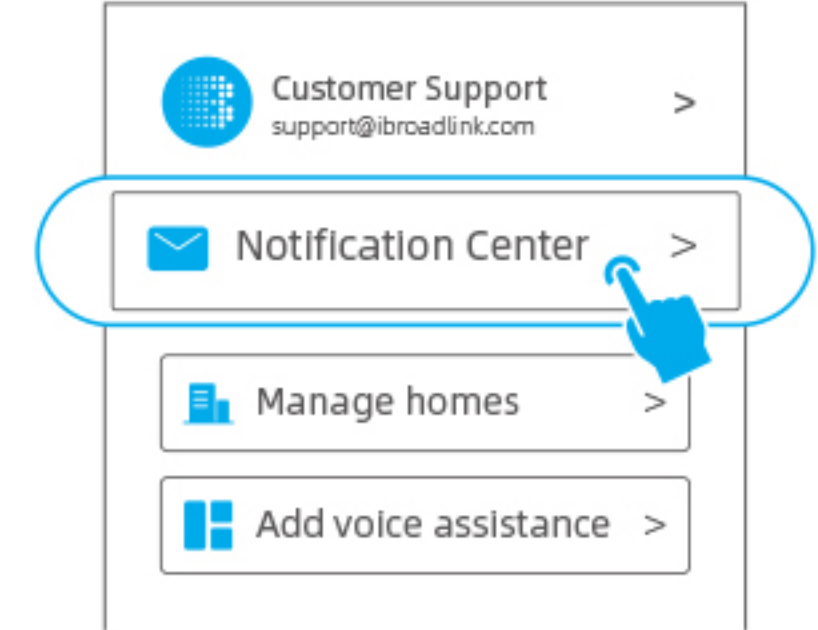 Customer Support
support@ibroadlink.com
>
Notification Center >
Manage homes >
Add voice assistance >